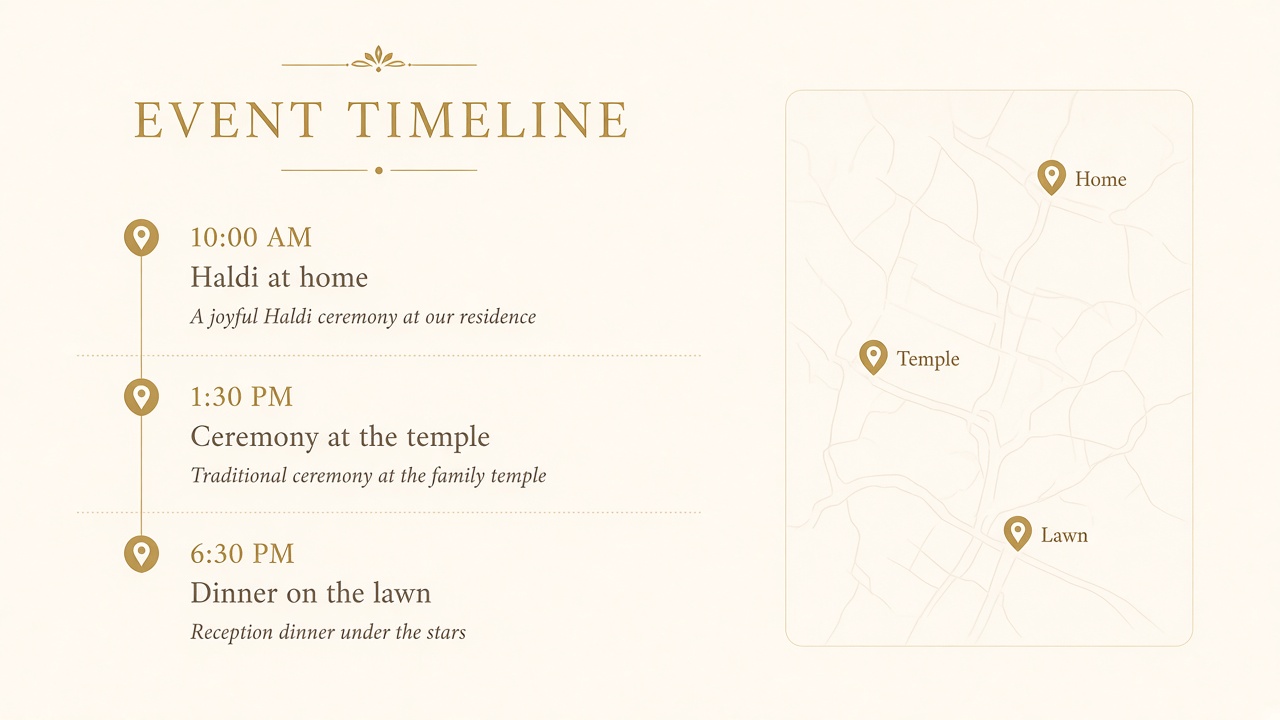 EVENT TIMELINE
10:00 AM
Haldi at home
A joyful Haldi ceremony at our residence
1:30 PM
Ceremony at the temple
Traditional ceremony at the family temple
6:30 PM
Dinner on the lawn
Reception dinner under the stars
Home
Temple
Lawn